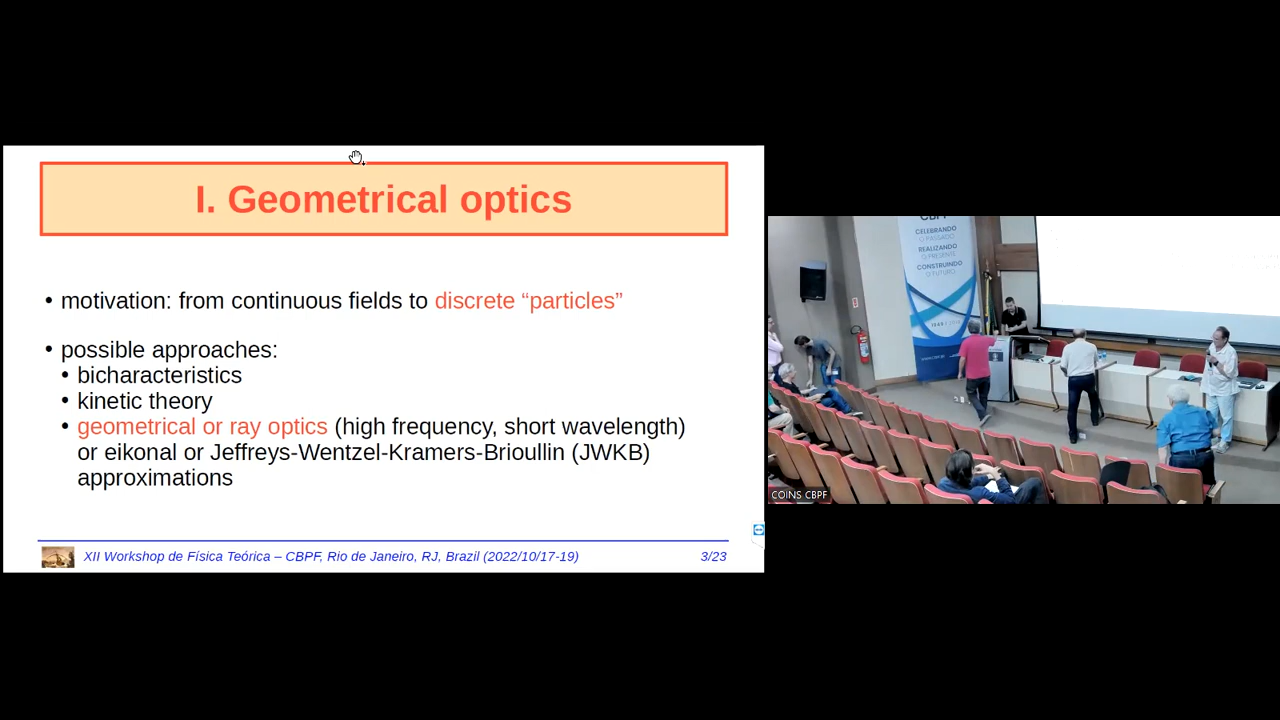 I. Geometrical optics
• motivation: from continuous fields to discrete “particles”
• possible approaches:
• bicharacteristics
• kinetic theory
• geometrical or ray optics (high frequency, short wavelength)
or eikonal or Jeffreys-Wentzel-Kramers-Brioullin (JWKB)
approximations
XII Workshop de Física Teórica – CBPF, Rio de Janeiro, RJ, Brazil (2022/10/17-19) 3/23
CELEBRANDO
O PASSADO
REALIZANDO
O PRESENTE
CONSTRUINDO
O FUTURO
COINS CBPF